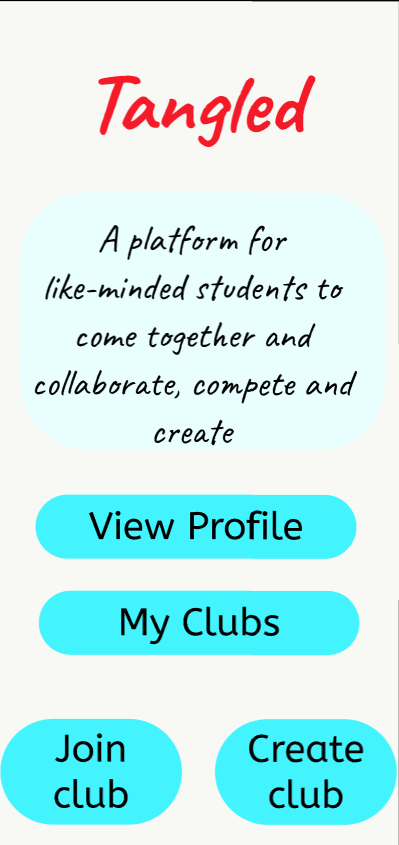 Tangled
A platform for
like-minded students to
come together and
collaborate, compete and
create
View Profile
My Clubs
Join
club
Create
club